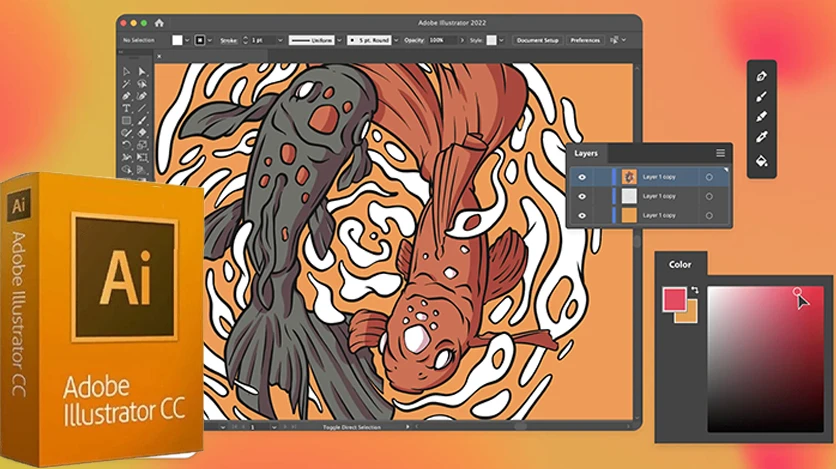 Adobe Illustrator 2022
No Selection
Stroke:
1 pt
Uniform
5 pt. Round
Opacity:
100%
Style:
Document Setup
Preferences
Layers
Layer 1 copy
Layer 1 copy
Layer 1 copy
Color
Ai
Adobe Illustrator CC
Ai
Adobe
Illustrator CC
1
Toggle Direct Selection